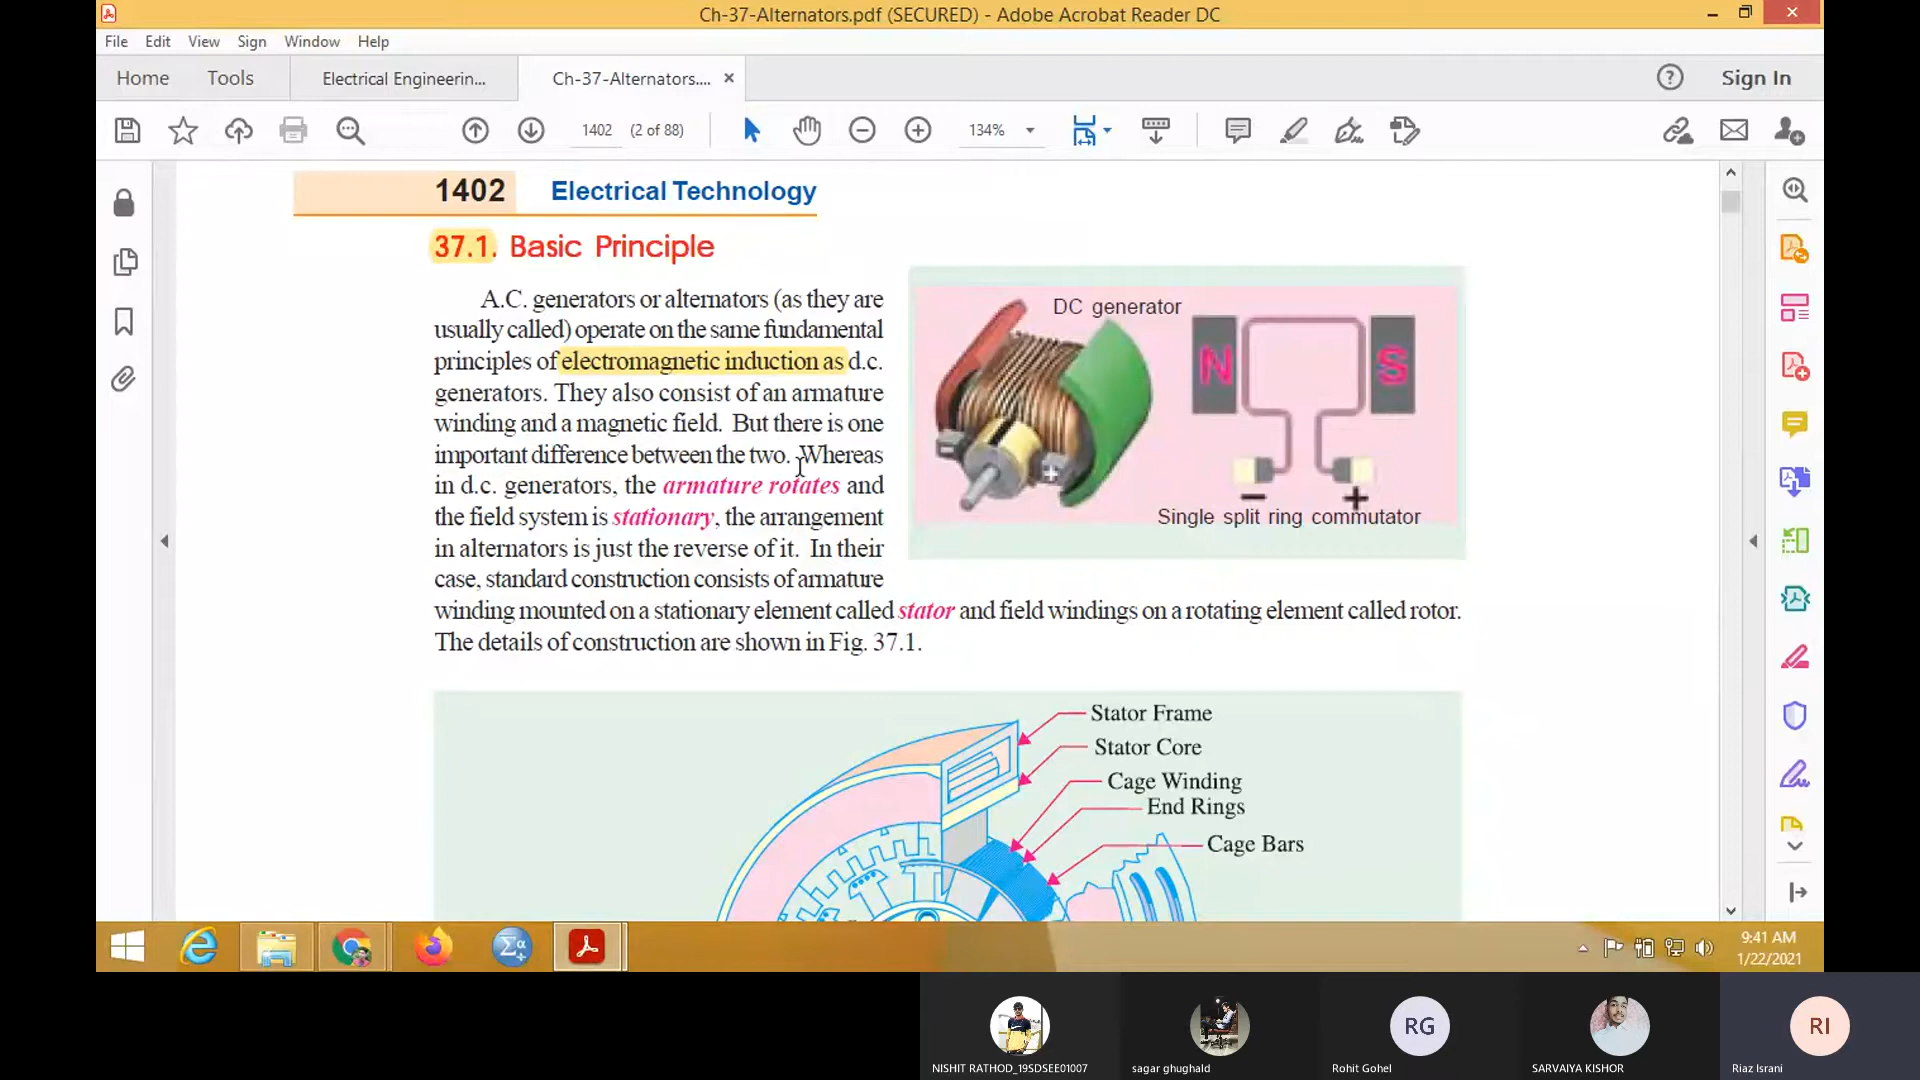 Ch-37-Alternators.pdf (SECURED) - Adobe Acrobat Reader DC
File Edit View Sign Window Help
Home Tools Electrical Engineerin... Ch-37-Alternators.... Sign In
1402 (2 of 88) 134%
1402 Electrical Technology
37.1. Basic Principle
A.C. generators or alternators (as they are
usually called) operate on the same fundamental
principles of electromagnetic induction as d.c.
generators. They also consist of an armature
winding and a magnetic field. But there is one
important difference between the two. Whereas
in d.c. generators, the armature rotates and
the field system is stationary, the arrangement
in alternators is just the reverse of it. In their
case, standard construction consists of armature
winding mounted on a stationary element called stator and field windings on a rotating element called rotor.
The details of construction are shown in Fig. 37.1.
DC generator
N S
− +
Single split ring commutator
Stator Frame
Stator Core
Cage Winding
End Rings
Cage Bars
9:41 AM
1/22/2021
RG RI
NISHIT RATHOD_19SDSEE01007 sagar ghughald Rohit Gohel SARVAIYA KISHOR Riaz Israni